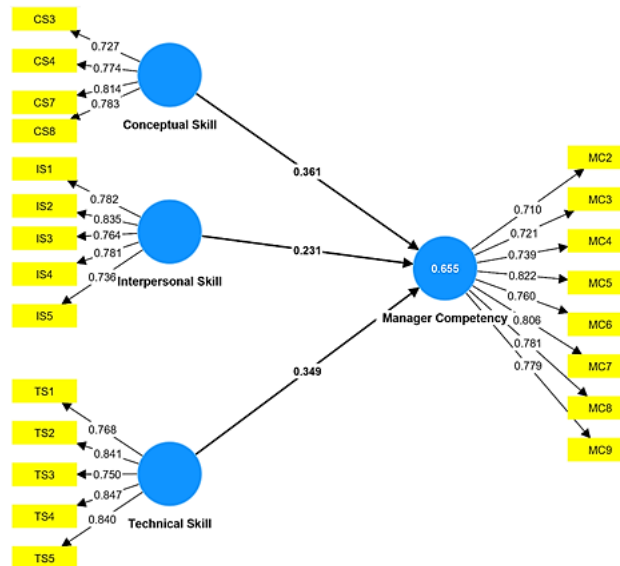 CS3
0.727
CS4
0.774
CS7
0.814
CS8
0.783
Conceptual Skill
0.361
IS1
0.782
IS2
0.835
IS3
0.764
IS4
0.781
IS5
0.736
Interpersonal Skill
0.231
TS1
0.768
TS2
0.841
TS3
0.750
TS4
0.847
TS5
0.840
Technical Skill
0.349
0.655
Manager Competency
MC2
0.710
MC3
0.721
MC4
0.739
MC5
0.822
MC6
0.760
MC7
0.806
MC8
0.781
MC9
0.779